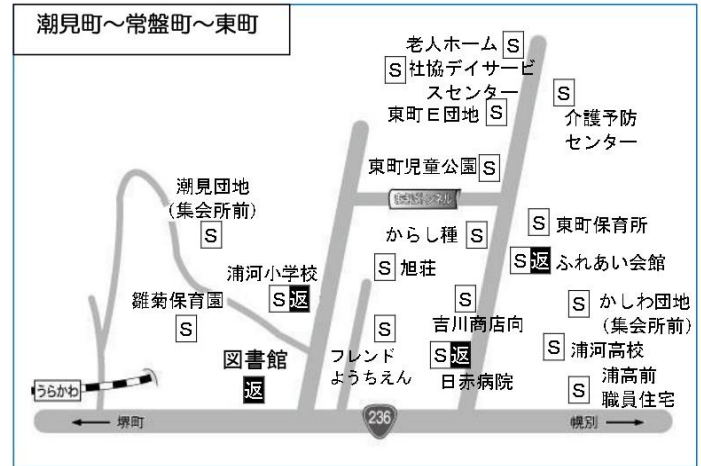 潮見町～常盤町～東町
老人ホーム S
S 社協デイサービ
スセンター
東町E団地 S
S
介護予防
センター
東町児童公園 S
潮見団地
(集会所前)
S
からし種 S
S 東町保育所
S 返 ふれあい会館
浦河小学校
S 返
S 旭荘
雛菊保育園
S
S
吉川商店向
S かしわ団地
(集会所前)
S
フレンド
ようちえん
S 浦河高校
図書館
返
S 返
日赤病院
S 浦高前
職員住宅
うらかわ
← 堺町
236
幌別 →